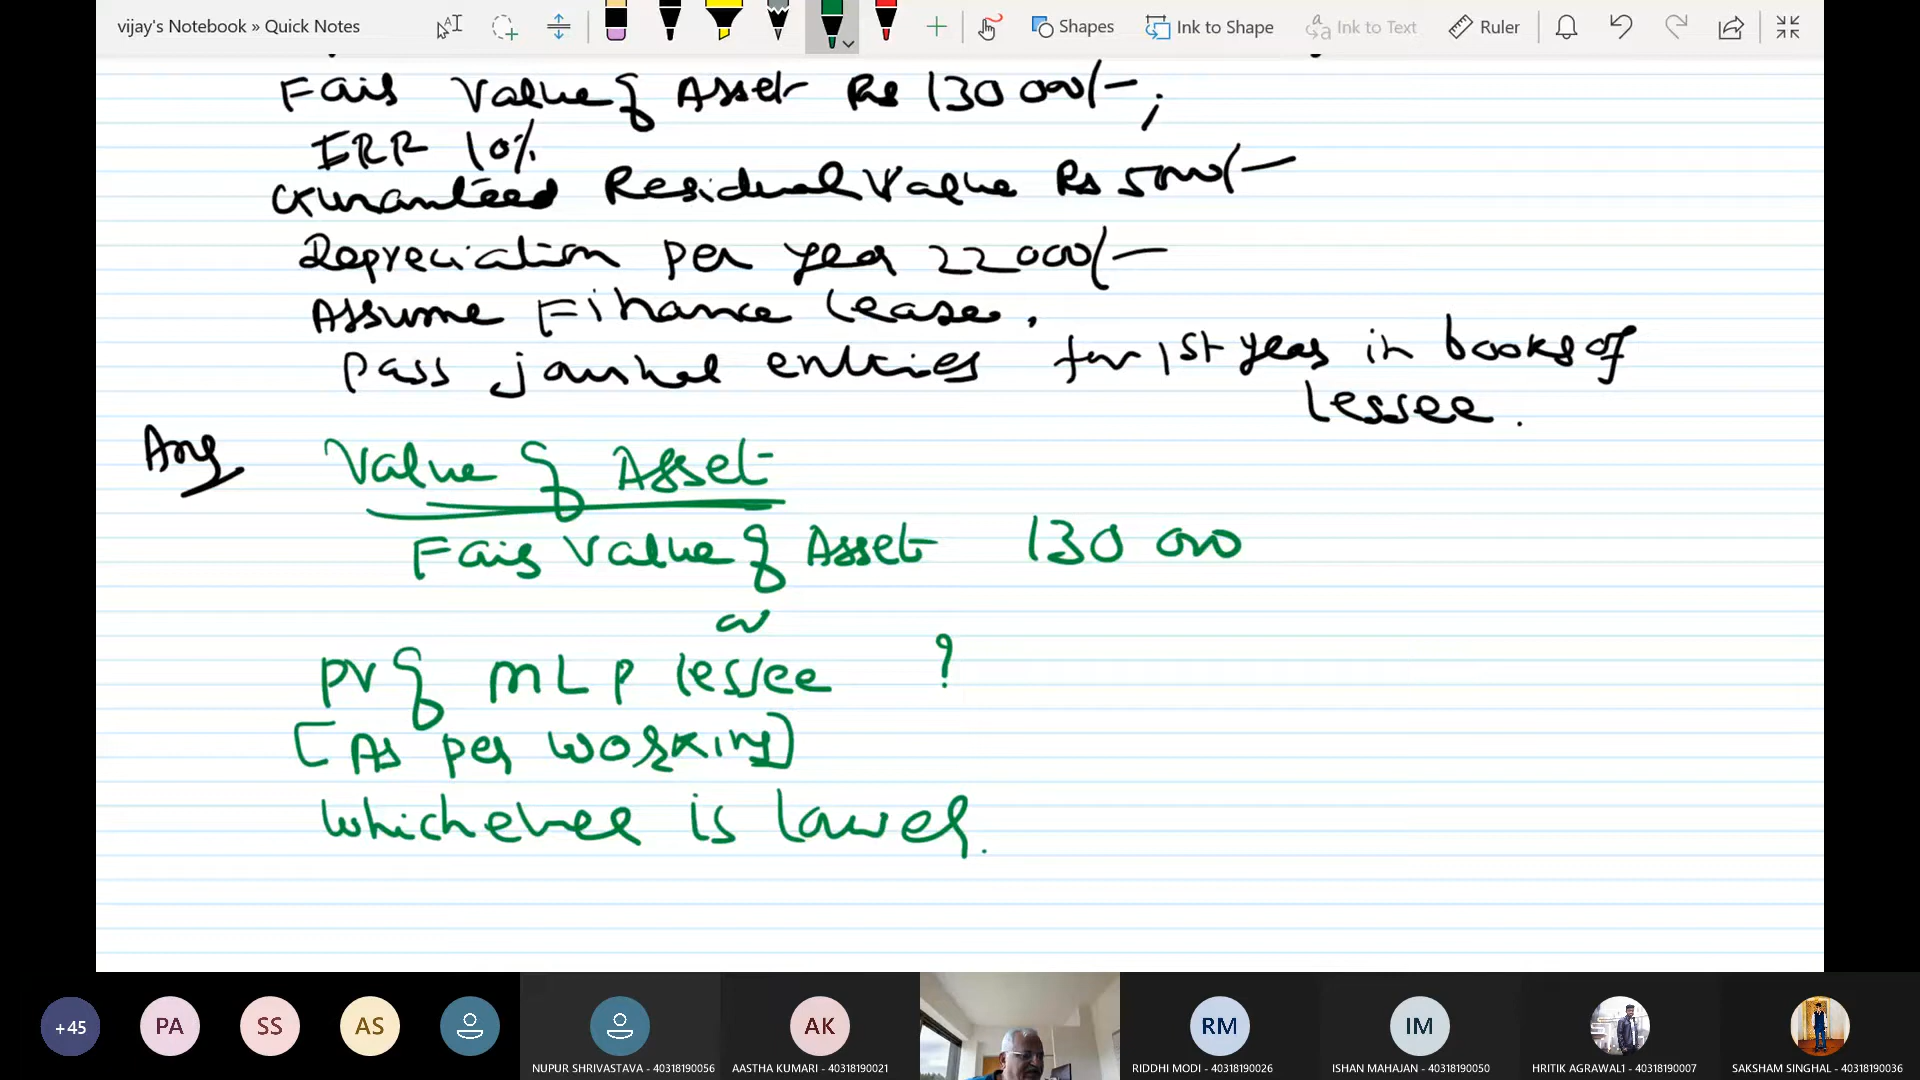 vijay's Notebook » Quick Notes
Shapes
Ink to Shape
Ink to Text
Ruler
Fair Value of Asset Rs 130 000/-;
IRR 10%
Guranteed Residual Value Rs 5000/-
Depreciation per year 22000/-
Assume Finance lease.
Pass journal entries for 1st year in books of
lessee.
Ans
Value of Asset
Fair Value of Asset 130 000
or
PV of MLP lessee ?
[As per working]
whichever is lower.
+45
PA
SS
AS
AK
RM
IM
NUPUR SHRIVASTAVA - 40318190056
AASTHA KUMARI - 40318190021
RIDDHI MODI - 40318190026
ISHAN MAHAJAN - 40318190050
HRITIK AGRAWAL1 - 40318190007
SAKSHAM SINGHAL - 40318190036